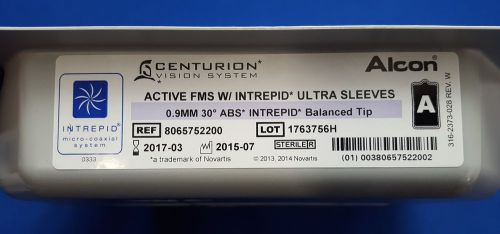 CENTURION*
VISION SYSTEM
Alcon®
ACTIVE FMS W/ INTREPID* ULTRA SLEEVES
0.9MM 30° ABS* INTREPID* Balanced Tip
INTREPID®
micro-coaxial
system
0333
REF 8065752200
LOT 1763756H
2017-03
2015-07
STERILE R
*a trademark of Novartis
© 2013, 2014 Novartis
(01) 00380657522002
A
316-2373-028 REV. W